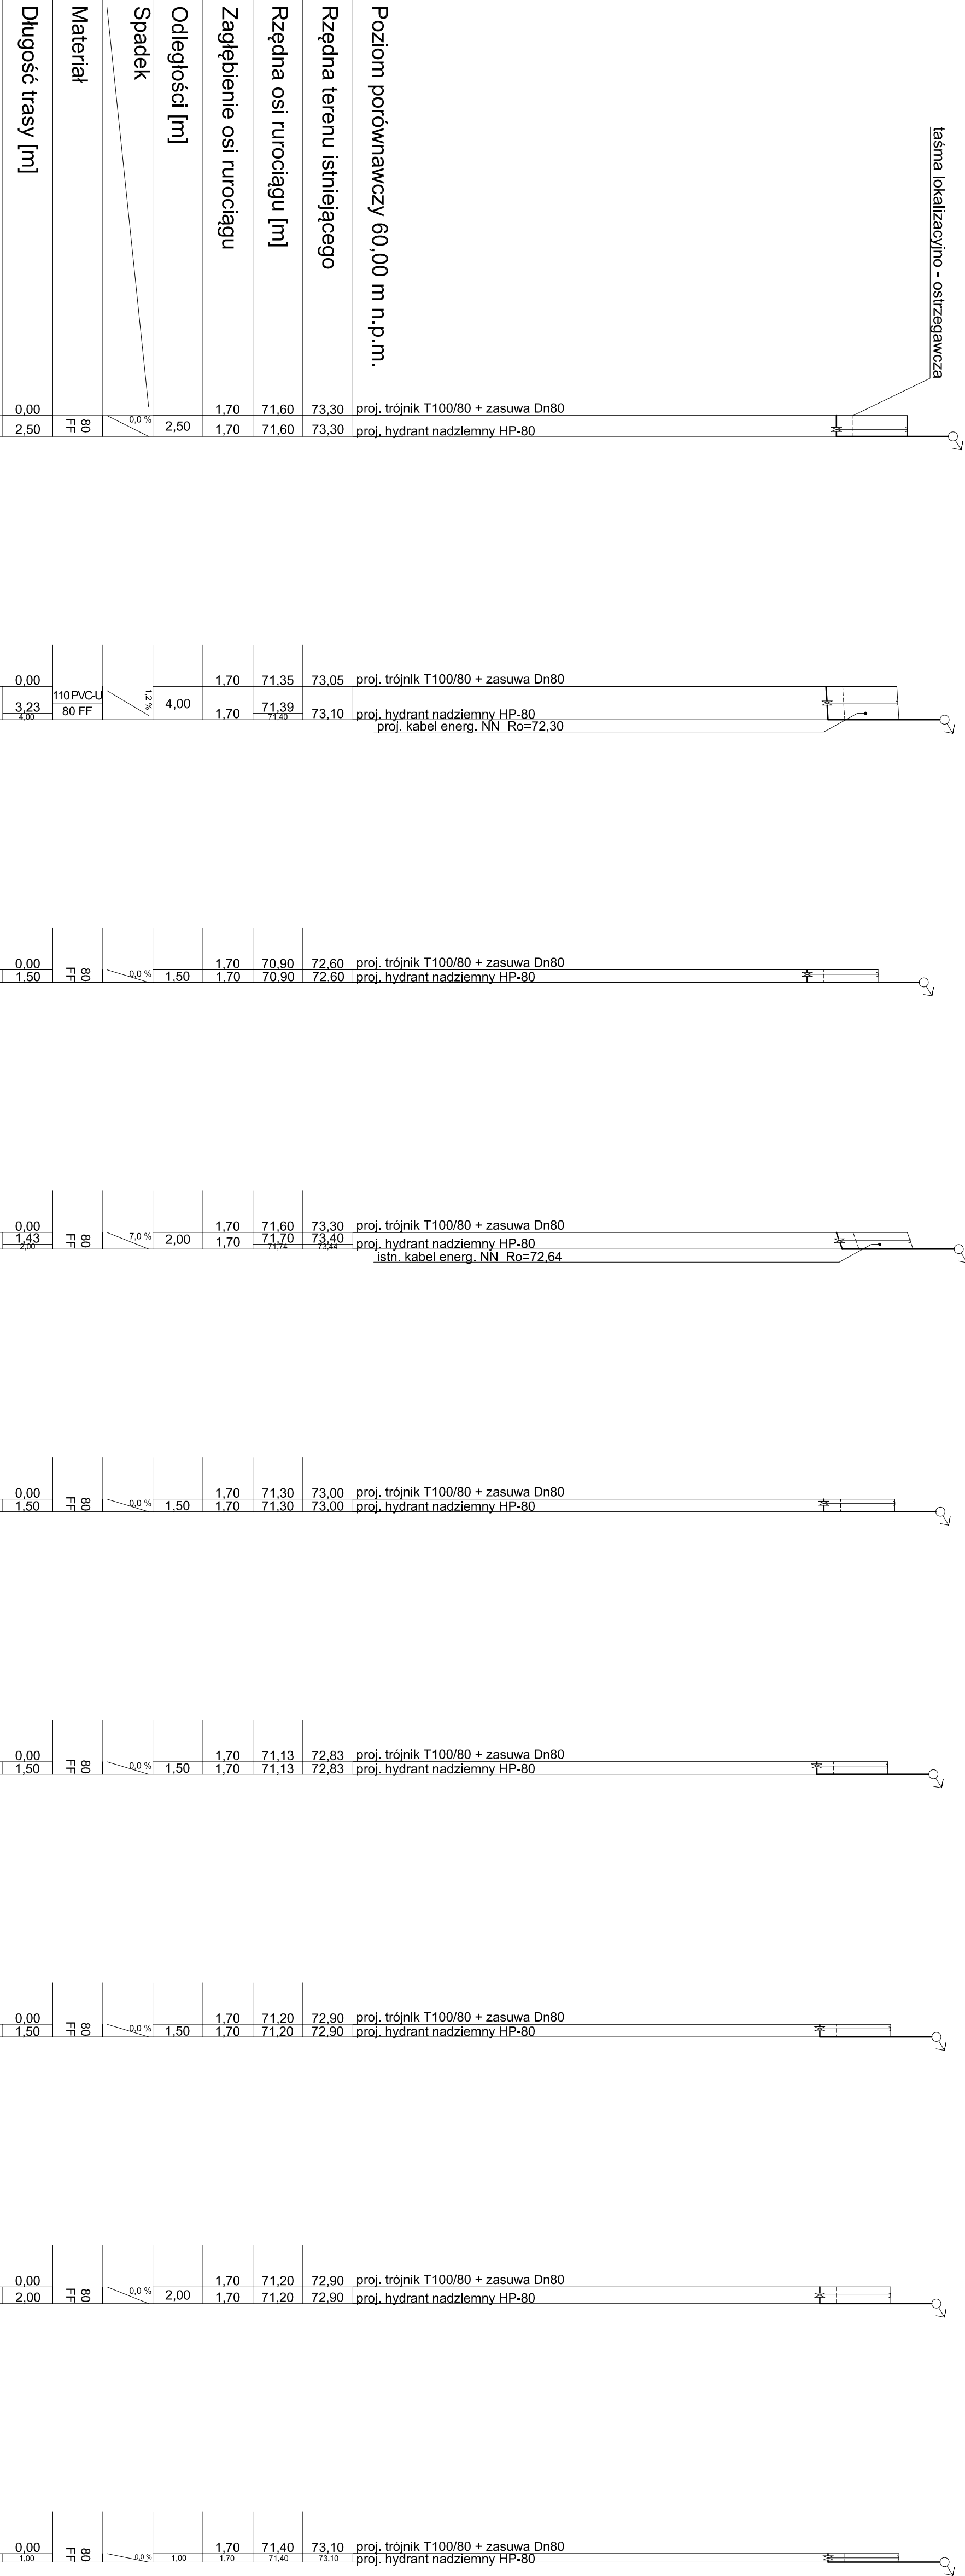 taśma lokalizacyjno - ostrzegawcza
Poziom porównawczy 60,00 m n.p.m.
Rzędna terenu istniejącego
Rzędna osi rurociągu [m]
Zagłębienie osi rurociągu
Odległości [m]
Spadek
Materiał
Długość trasy [m]
0,00 1,70 71,60 73,30 proj. trójnik T100/80 + zasuwa Dn80
80 FF 0,0 % 2,50
2,50 1,70 71,60 73,30 proj. hydrant nadziemny HP-80
0,00 1,70 71,35 73,05 proj. trójnik T100/80 + zasuwa Dn80
110 PVC-U 1,2 % 4,00
3,23 80 FF 71,39
4,00 1,70 71,40 73,10 proj. hydrant nadziemny HP-80
proj. kabel energ. NN Ro=72,30
0,00 1,70 70,90 72,60 proj. trójnik T100/80 + zasuwa Dn80
1,50 80 FF 0,0 % 1,50 1,70 70,90 72,60 proj. hydrant nadziemny HP-80
0,00 1,70 71,60 73,30 proj. trójnik T100/80 + zasuwa Dn80
1,43 80 FF 7,0 % 2,00 1,70 71,70 73,40 proj. hydrant nadziemny HP-80
2,00 71,74 73,44
istn. kabel energ. NN Ro=72,64
0,00 1,70 71,30 73,00 proj. trójnik T100/80 + zasuwa Dn80
1,50 80 FF 0,0 % 1,50 1,70 71,30 73,00 proj. hydrant nadziemny HP-80
0,00 1,70 71,13 72,83 proj. trójnik T100/80 + zasuwa Dn80
1,50 80 FF 0,0 % 1,50 1,70 71,13 72,83 proj. hydrant nadziemny HP-80
0,00 1,70 71,20 72,90 proj. trójnik T100/80 + zasuwa Dn80
1,50 80 FF 0,0 % 1,50 1,70 71,20 72,90 proj. hydrant nadziemny HP-80
0,00 1,70 71,20 72,90 proj. trójnik T100/80 + zasuwa Dn80
2,00 80 FF 0,0 % 2,00 1,70 71,20 72,90 proj. hydrant nadziemny HP-80
0,00 1,70 71,40 73,10 proj. trójnik T100/80 + zasuwa Dn80
1,00 80 FF 0,0 % 1,00 1,70 71,40 73,10 proj. hydrant nadziemny HP-80